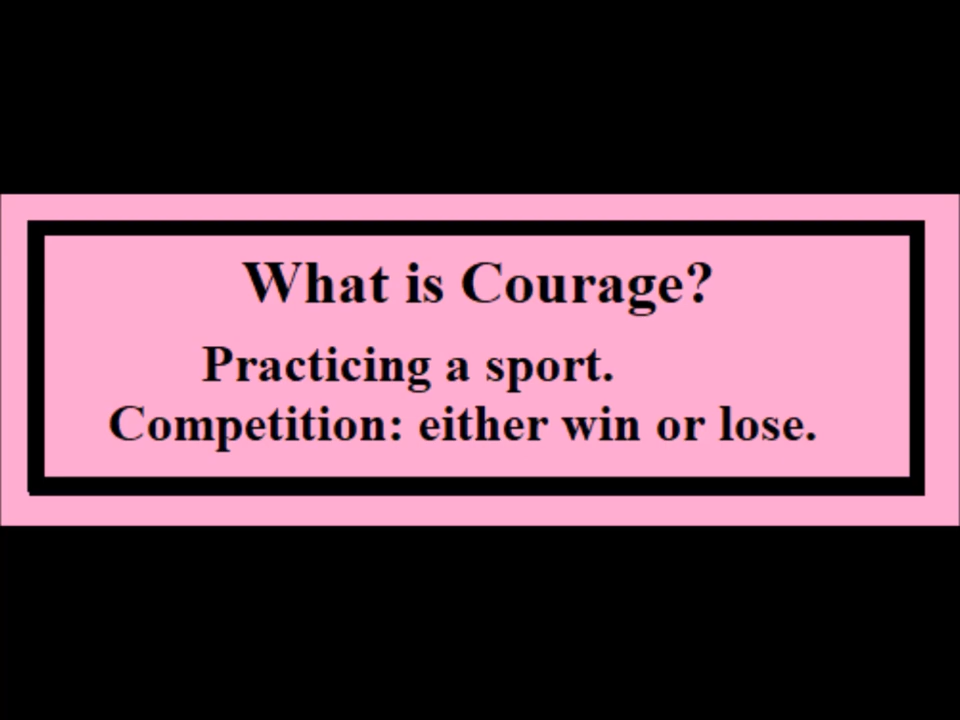 What is Courage?
Practicing a sport.
Competition: either win or lose.